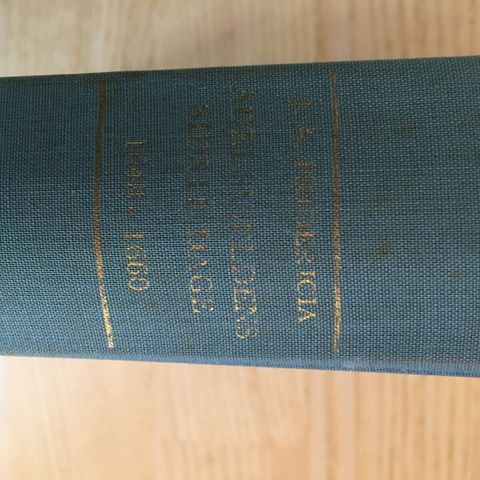 J. A. FRIDERICIA
ADELSVÆLDENS
SIDSTE DAGE
1648-1660